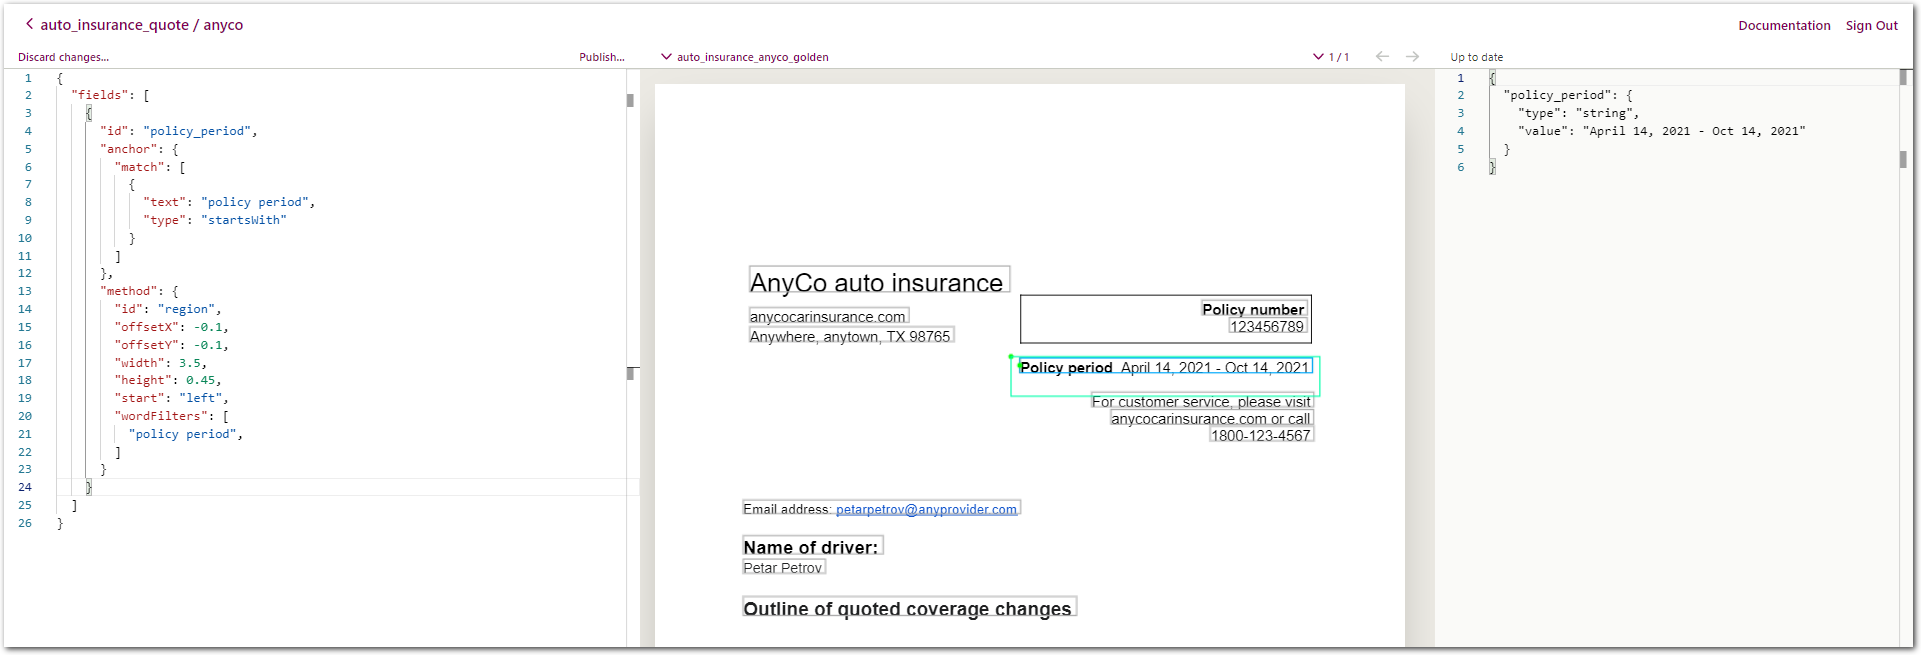 auto_insurance_quote / anyco
Documentation Sign Out
Discard changes... Publish...
auto_insurance_anyco_golden 1 / 1
Up to date
1 {
2 "fields": [
3 {
4 "id": "policy_period",
5 "anchor": {
6 "match": [
7 {
8 "text": "policy period",
9 "type": "startsWith"
10 }
11 ]
12 },
13 "method": {
14 "id": "region",
15 "offsetX": -0.1,
16 "offsetY": -0.1,
17 "width": 3.5,
18 "height": 0.45,
19 "start": "left",
20 "wordFilters": [
21 "policy period",
22 ]
23 }
24 }
25 ]
26 }
AnyCo auto insurance
anycocarinsurance.com
Anywhere, anytown, TX 98765
Policy number
123456789
Policy period April 14, 2021 - Oct 14, 2021
For customer service, please visit
anycocarinsurance.com or call
1800-123-4567
Email address: petarpetrov@anyprovider.com
Name of driver:
Petar Petrov
Outline of quoted coverage changes
1 {
2 "policy_period": {
3 "type": "string",
4 "value": "April 14, 2021 - Oct 14, 2021"
5 }
6 }